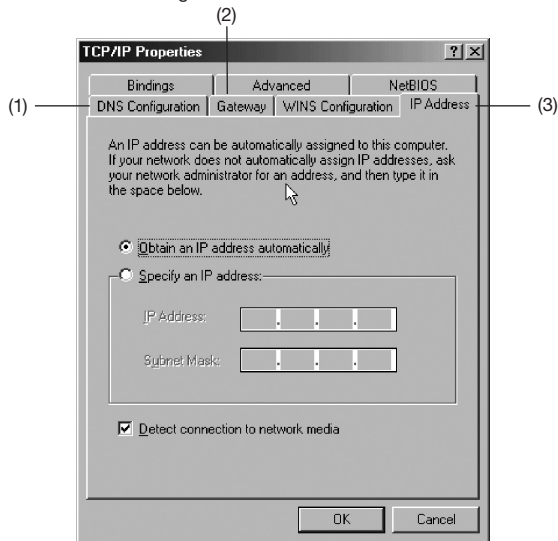 (2)
TCP/IP Properties
Bindings Advanced NetBIOS
(1) DNS Configuration Gateway WINS Configuration IP Address (3)
An IP address can be automatically assigned to this computer.
If your network does not automatically assign IP addresses, ask
your network administrator for an address, and then type it in
the space below.
Obtain an IP address automatically
Specify an IP address:
IP Address: . . .
Subnet Mask: . . .
Detect connection to network media
OK Cancel